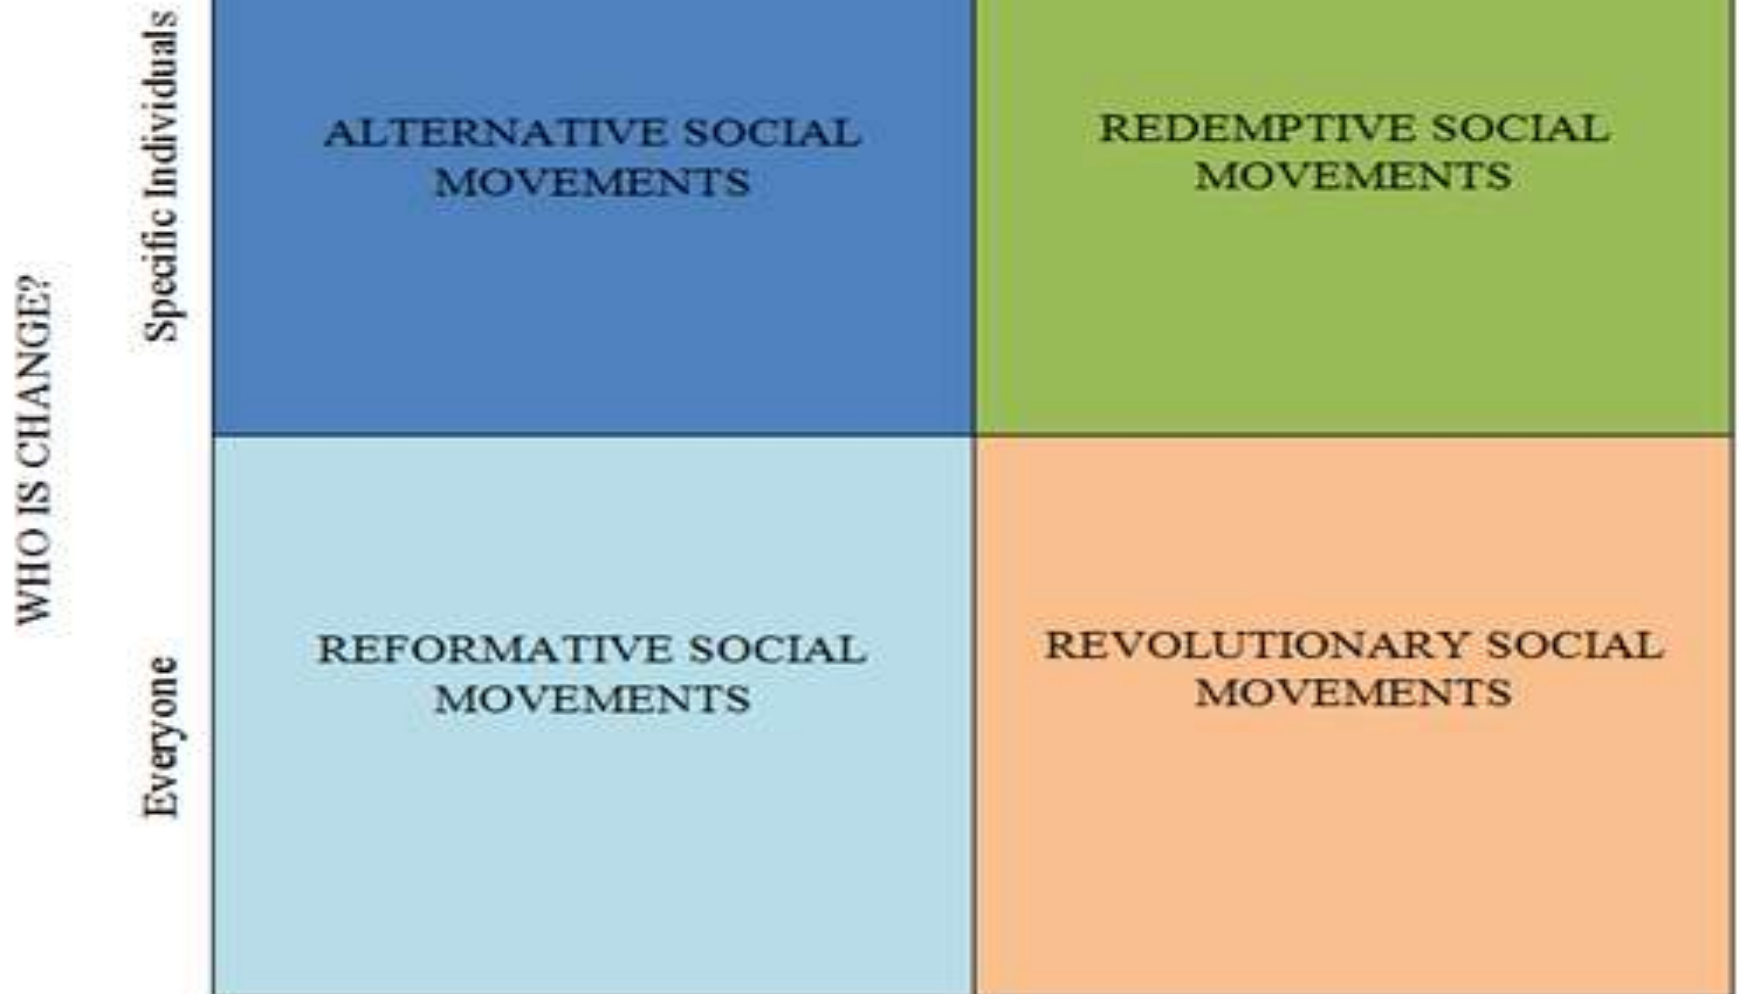 WHO IS CHANGE?
Specific Individuals
ALTERNATIVE SOCIAL
MOVEMENTS
REDEMPTIVE SOCIAL
MOVEMENTS
Everyone
REFORMATIVE SOCIAL
MOVEMENTS
REVOLUTIONARY SOCIAL
MOVEMENTS